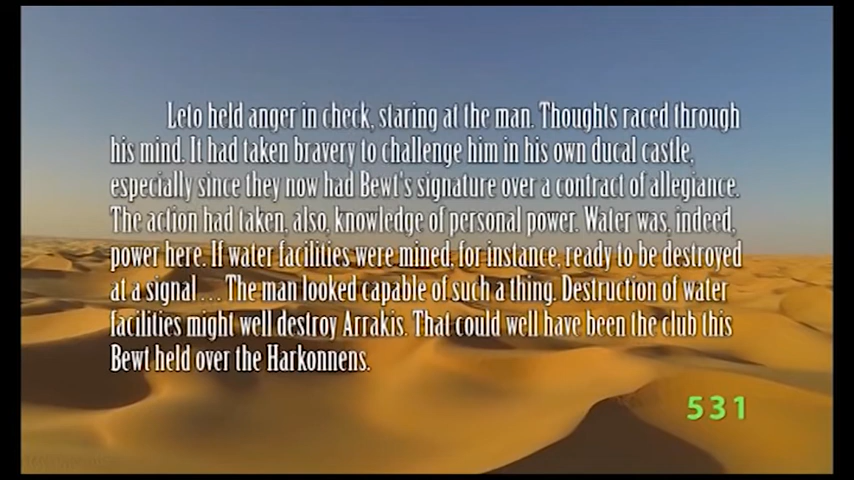 Leto held anger in check, staring at the man. Thoughts raced through
his mind. It had taken bravery to challenge him in his own ducal castle,
especially since they now had Bewt's signature over a contract of allegiance.
The action had taken, also, knowledge of personal power. Water was, indeed,
power here. If water facilities were mined, for instance, ready to be destroyed
at a signal . . . The man looked capable of such a thing. Destruction of water
facilities might well destroy Arrakis. That could well have been the club this
Bewt held over the Harkonnens.
531